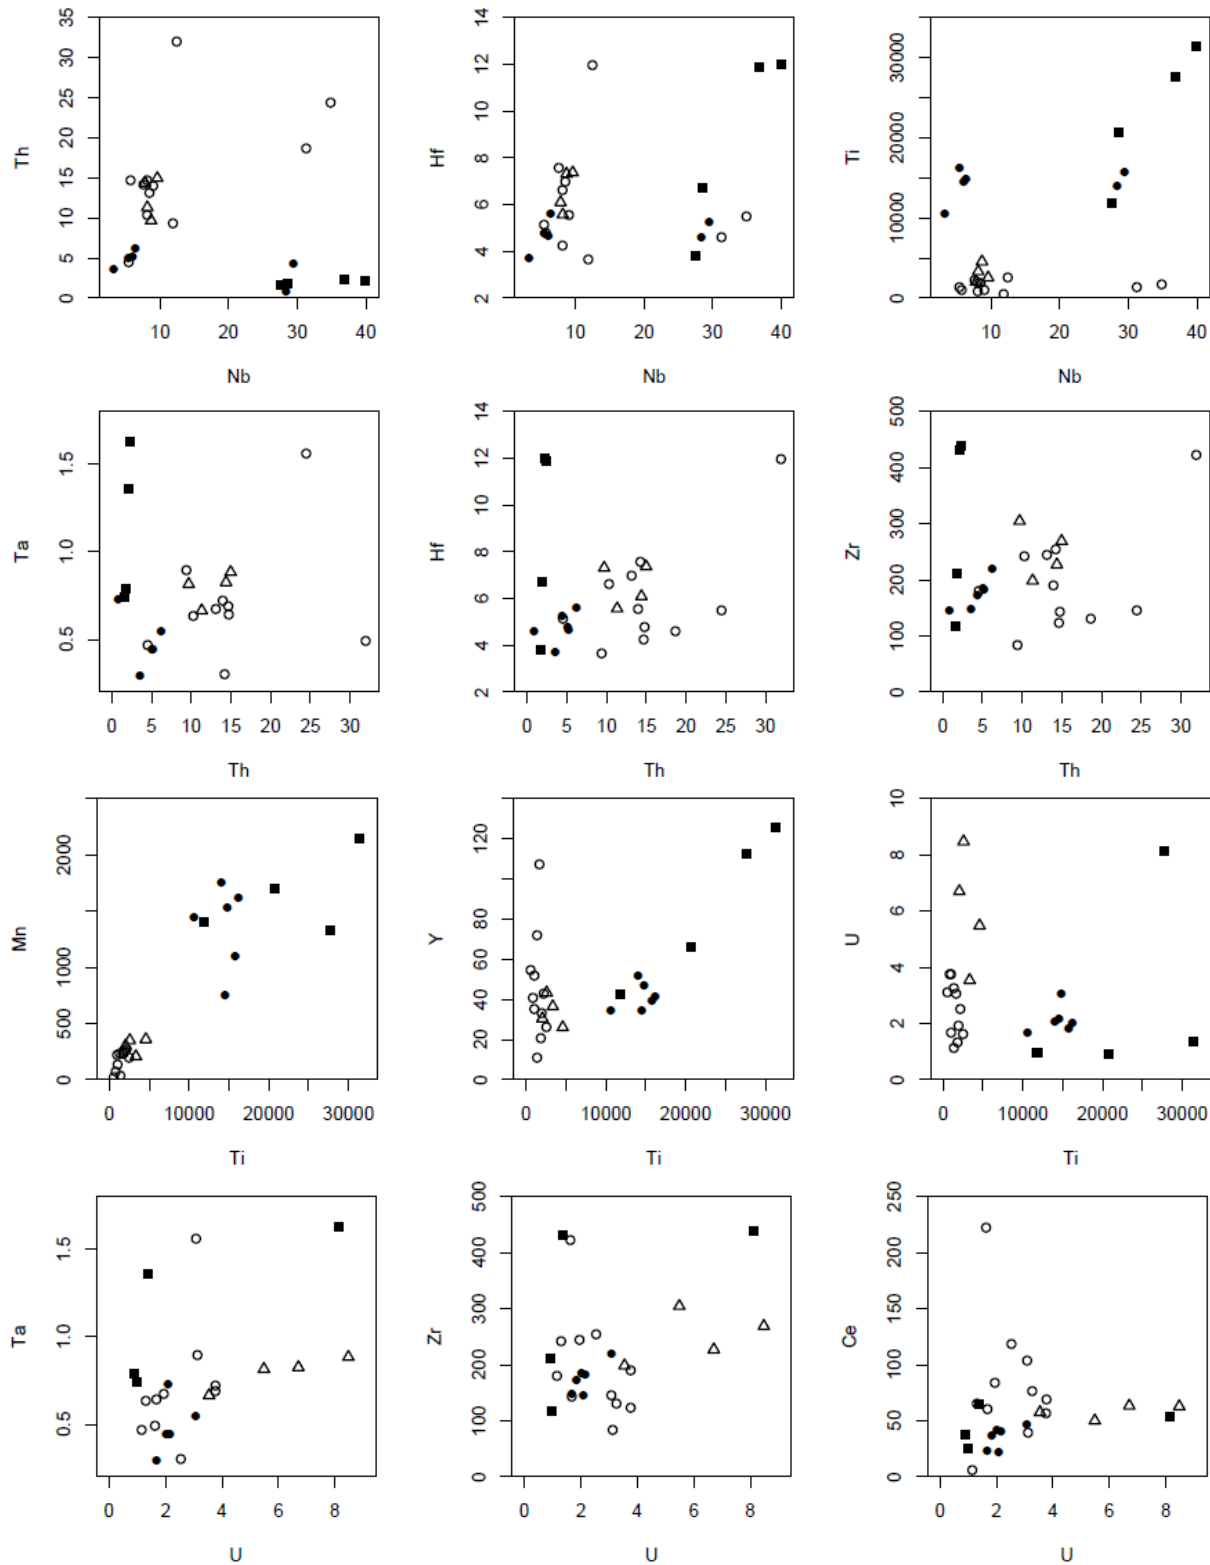 Th
0 5 10 15 20 25 30 35
10 20 30 40
Nb
Hf
2 4 6 8 10 12 14
10 20 30 40
Nb
Ti
0 10000 20000 30000
10 20 30 40
Nb
Ta
0.5 1.0 1.5
0 5 10 15 20 25 30
Th
Hf
2 4 6 8 10 12 14
0 5 10 15 20 25 30
Th
Zr
0 100 200 300 400 500
0 5 10 15 20 25 30
Th
Mn
0 500 1000 2000
0 10000 20000 30000
Ti
Y
0 20 40 60 80 120
0 10000 20000 30000
Ti
U
0 2 4 6 8 10
0 10000 20000 30000
Ti
Ta
0.5 1.0 1.5
0 2 4 6 8
U
Zr
0 100 200 300 400 500
0 2 4 6 8
U
Ce
0 50 100 150 200 250
0 2 4 6 8
U